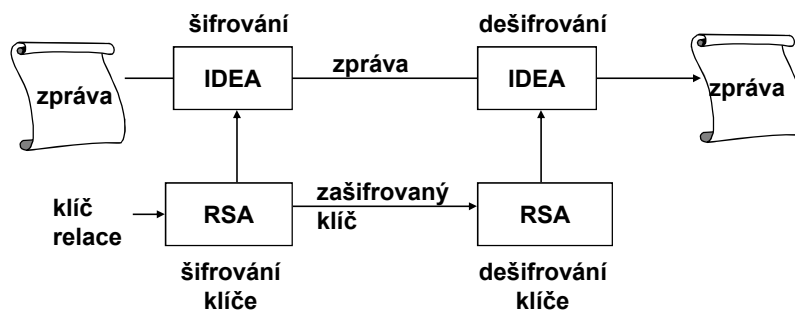 šifrování
dešifrování
zpráva
IDEA
zpráva
IDEA
zpráva
klíč
relace
RSA
zašifrovaný
klíč
RSA
šifrování
klíče
dešifrování
klíče